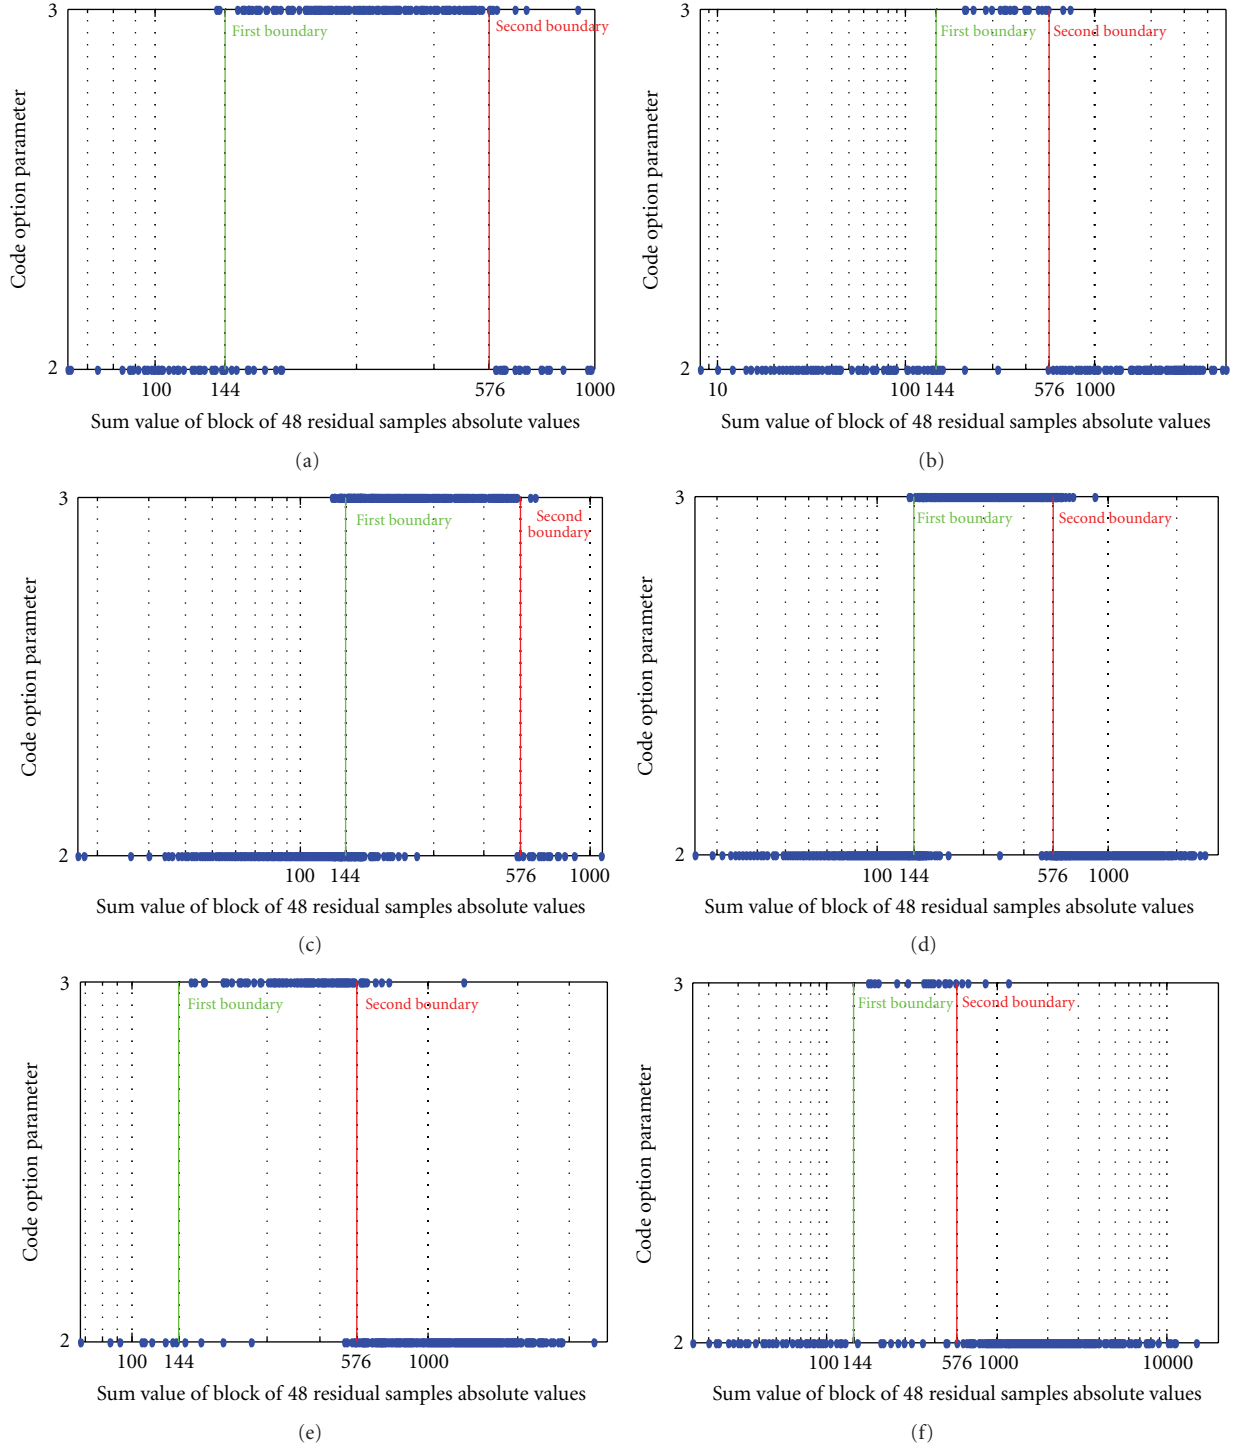 3
First boundary
Second boundary
Code option parameter
2
100 144 576 1000
Sum value of block of 48 residual samples absolute values
(a)
3
First boundary
Second boundary
Code option parameter
2
10 100 144 576 1000
Sum value of block of 48 residual samples absolute values
(b)
3
First boundary
Second
boundary
Code option parameter
2
100 144 576 1000
Sum value of block of 48 residual samples absolute values
(c)
3
First boundary
Second boundary
Code option parameter
2
100 144 576 1000
Sum value of block of 48 residual samples absolute values
(d)
3
First boundary
Second boundary
Code option parameter
2
100 144 576 1000
Sum value of block of 48 residual samples absolute values
(e)
3
First boundary
Second boundary
Code option parameter
2
100 144 576 1000 10000
Sum value of block of 48 residual samples absolute values
(f)